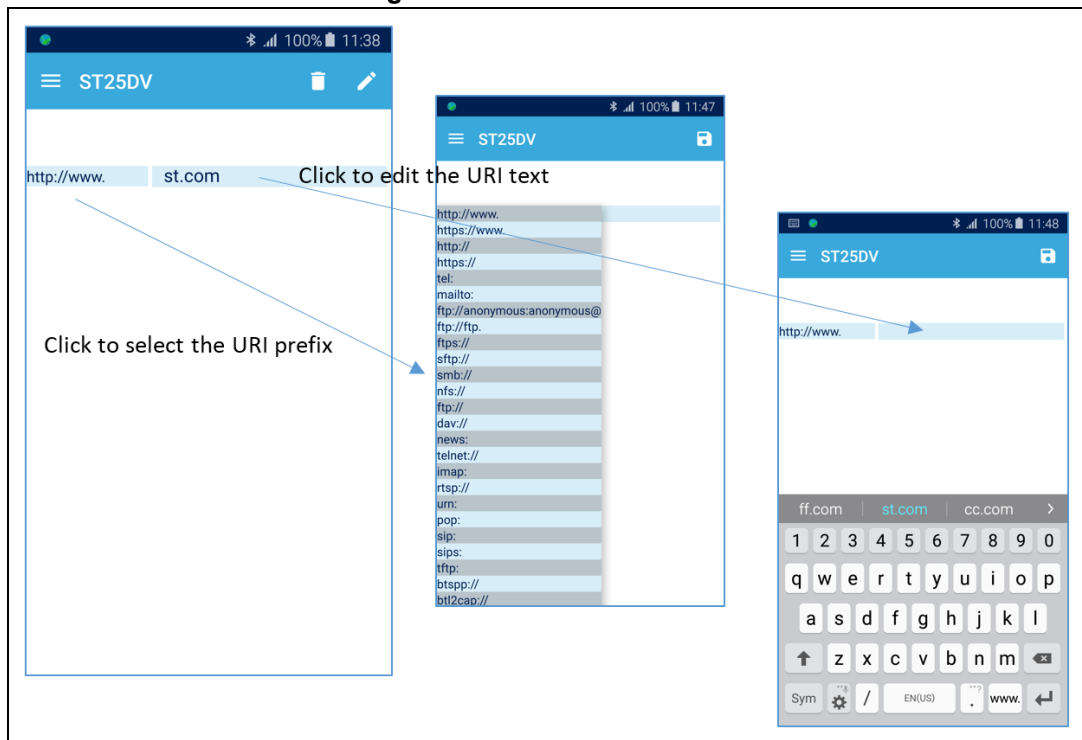 100% 11:38
ST25DV
http://www. st.com
Click to edit the URI text
Click to select the URI prefix
100% 11:47
ST25DV
http://www.
https://www.
http://
https://
tel:
mailto:
ftp://anonymous:anonymous@
ftp://ftp.
ftps://
sftp://
smb://
nfs://
ftp://
dav://
news:
telnet://
imap:
rtsp://
urn:
pop:
sip:
sips:
tftp:
btspp://
btl2cap://
100% 11:48
ST25DV
http://www.
ff.com st.com cc.com >
1 2 3 4 5 6 7 8 9 0
q w e r t y u i o p
a s d f g h j k l
z x c v b n m
Sym / EN(US) . www.